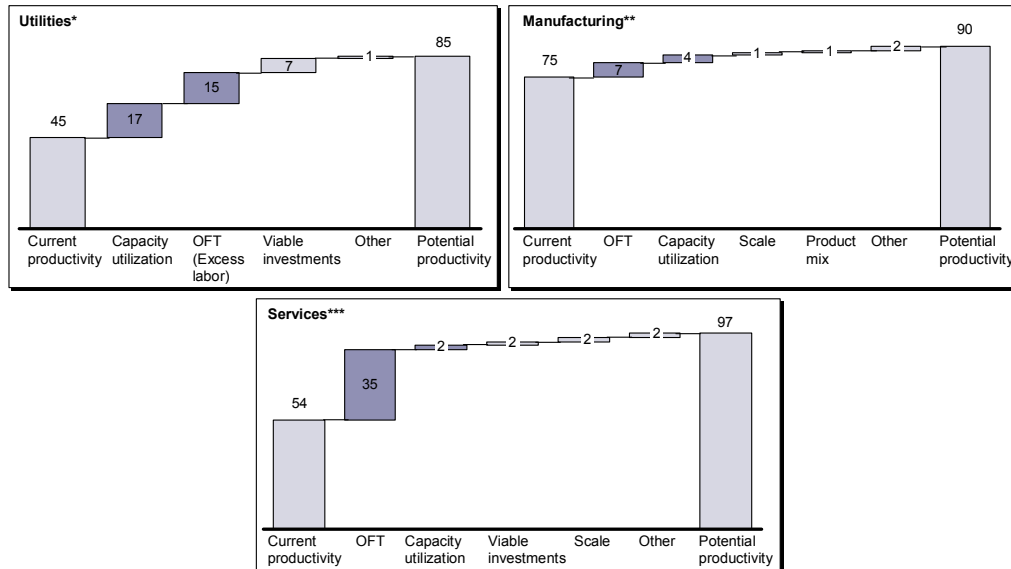 Utilities*
45
17
15
7
1
85
Current
productivity
Capacity
utilization
OFT
(Excess
labor)
Viable
investments
Other
Potential
productivity
Manufacturing**
75
7
4
1
1
2
90
Current
productivity
OFT
Capacity
utilization
Scale
Product
mix
Other
Potential
productivity
Services***
54
35
2
2
2
2
97
Current
productivity
OFT
Capacity
utilization
Viable
investments
Scale
Other
Potential
productivity